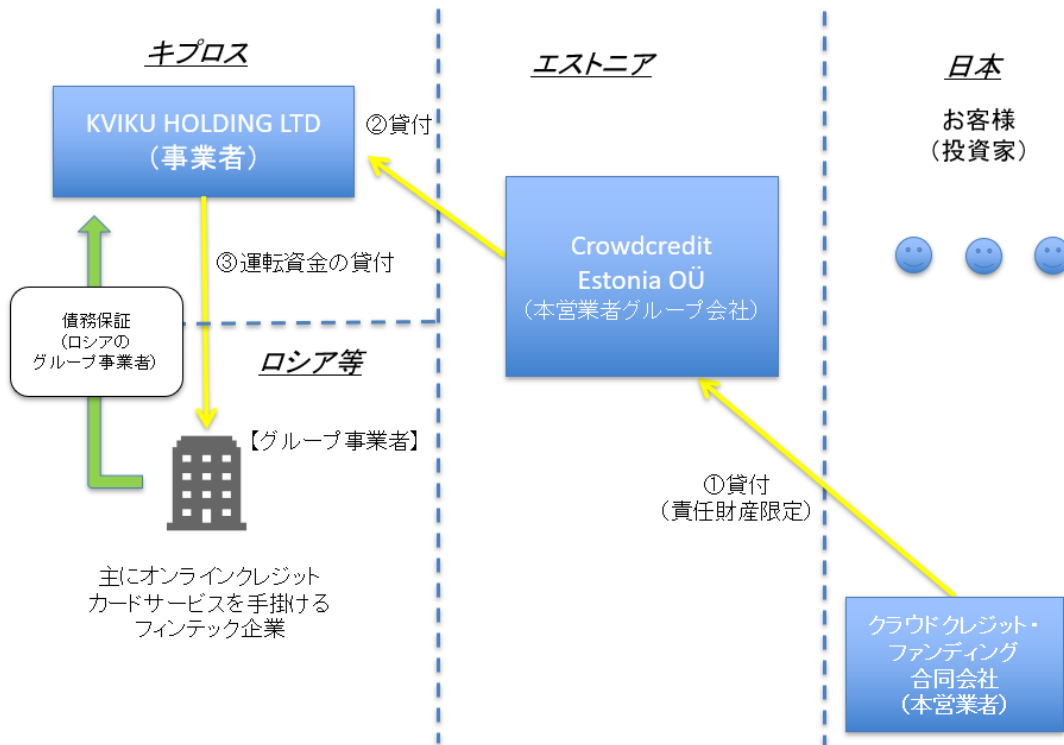 キプロス
KVIKU HOLDING LTD
（事業者）
②貸付
③運転資金の貸付
債務保証
(ロシアの
グループ事業者)
ロシア等
【グループ事業者】
主にオンラインクレジット
カードサービスを手掛ける
フィンテック企業
エストニア
Crowdcredit
Estonia OÜ
（本営業者グループ会社）
①貸付
（責任財産限定）
日本
お客様
（投資家）
クラウドクレジット・
ファンディング
合同会社
（本営業者）